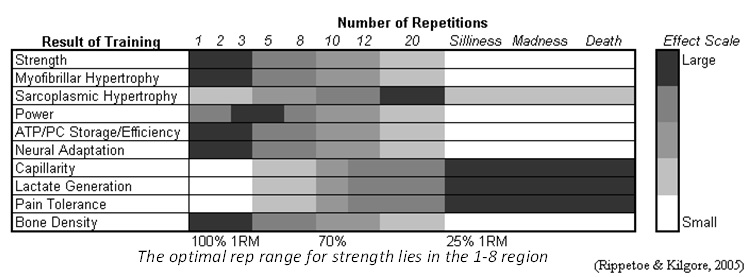 Number of Repetitions
Result of Training 1 2 3 5 8 10 12 20 Silliness Madness Death Effect Scale
Strength Large
Myofibrillar Hypertrophy
Sarcoplasmic Hypertrophy
Power
ATP/PC Storage/Efficiency
Neural Adaptation
Capillarity
Lactate Generation
Pain Tolerance
Bone Density Small
100% 1RM 70% 25% 1RM
The optimal rep range for strength lies in the 1-8 region
(Rippetoe & Kilgore, 2005)